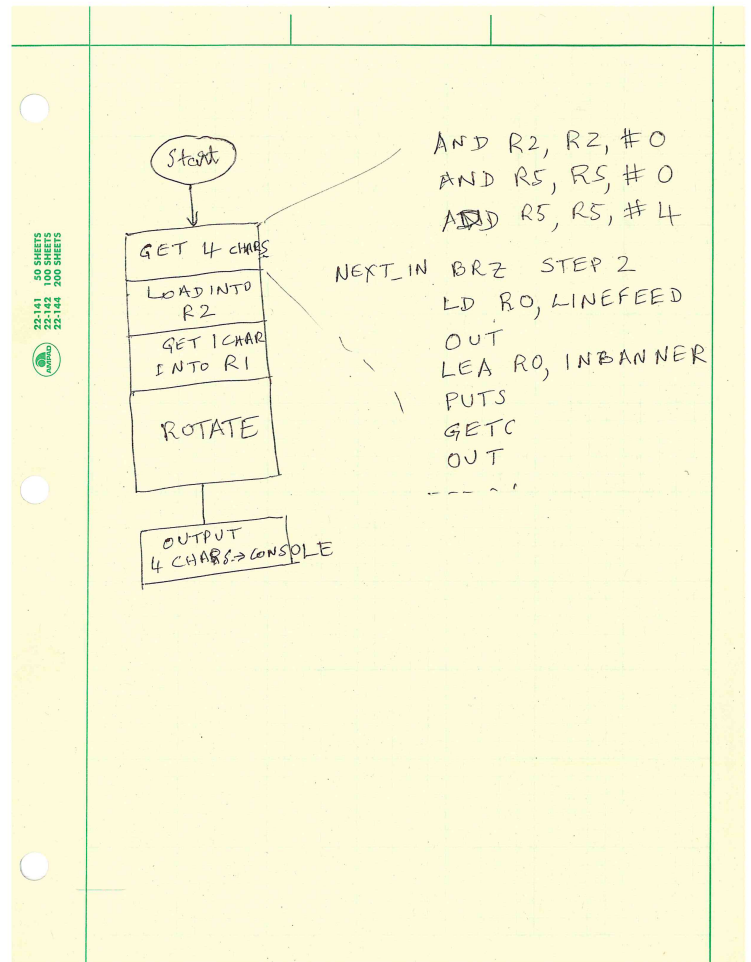 22-141 50 SHEETS
22-142 100 SHEETS
22-144 200 SHEETS
AMPAD
Start
GET 4 CHARS
LOAD INTO
R2
GET 1 CHAR
INTO R1
ROTATE
OUTPUT
4 CHARS → CONSOLE
AND R2, R2, #0
AND R5, R5, #0
ADD R5, R5, #4
NEXT_IN BRZ STEP 2
LD R0, LINEFEED
OUT
LEA R0, INBANNER
PUTS
GETC
OUT